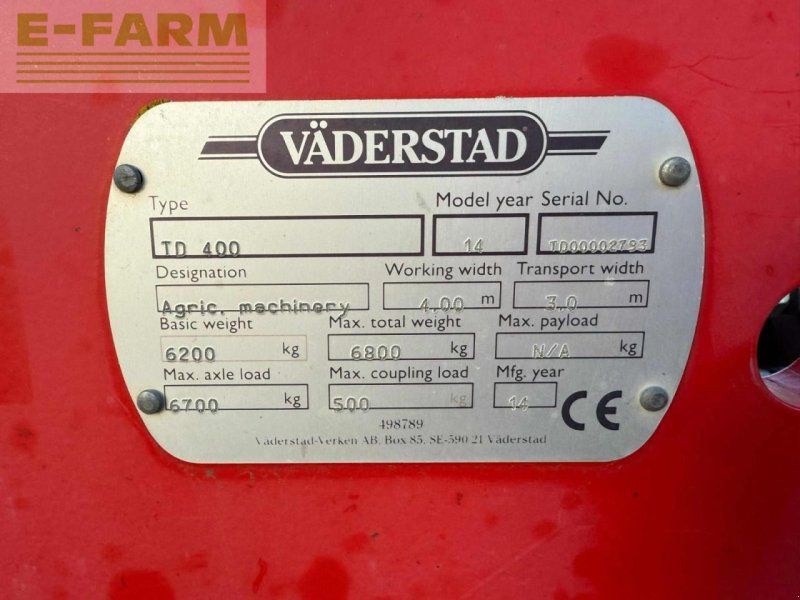 E-FARM
VÄDERSTAD
Type Model year Serial No.
TD 400 14 TD00002793
Designation Working width Transport width
Agric. machinery 4.00 m 3.0 m
Basic weight Max. total weight Max. payload
6200 kg 6800 kg N/A kg
Max. axle load Max. coupling load Mfg. year
6700 kg 500 kg 14 CE
498789
Väderstad-Verken AB, Box 85, SE-590 21 Väderstad